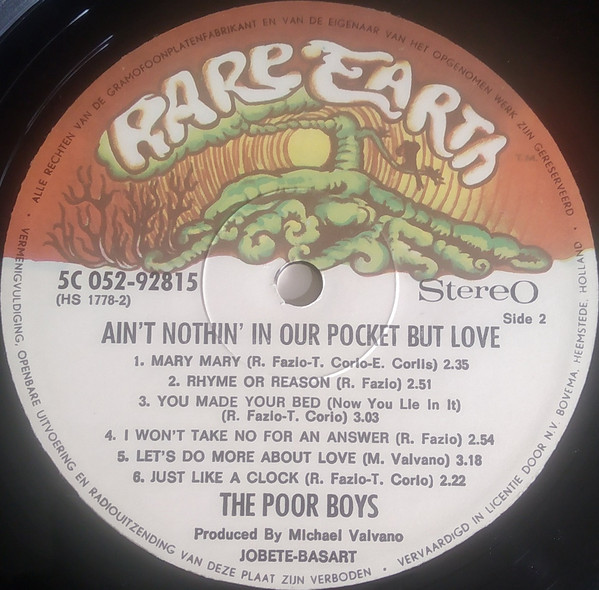 • ALLE RECHTEN VAN DE GRAMOFOONPLATENFABRIKANT EN VAN DE EIGENAAR VAN HET OPGENOMEN WERK ZIJN GERESERVEERD •
RARE EARTH
T.M.
5C 052-92815
(HS 1778-2)
Stereo
Side 2
AIN'T NOTHIN' IN OUR POCKET BUT LOVE
1. MARY MARY (R. Fazio-T. Corio-E. Corlis) 2.35
2. RHYME OR REASON (R. Fazio) 2.51
3. YOU MADE YOUR BED (Now You Lie In It)
(R. Fazio-T. Corio) 3.03
4. I WON'T TAKE NO FOR AN ANSWER (R. Fazio) 2.54
5. LET'S DO MORE ABOUT LOVE (M. Valvano) 3.18
6. JUST LIKE A CLOCK (R. Fazio-T. Corio) 2.22
THE POOR BOYS
Produced By Michael Valvano
JOBETE-BASART
VERMENIGVULDIGING, OPENBARE UITVOERING EN RADIOUITZENDING VAN DEZE PLAAT ZIJN VERBODEN •
VERVAARDIGD IN LICENTIE DOOR N.V. BOVEMA, HEEMSTEDE, HOLLAND